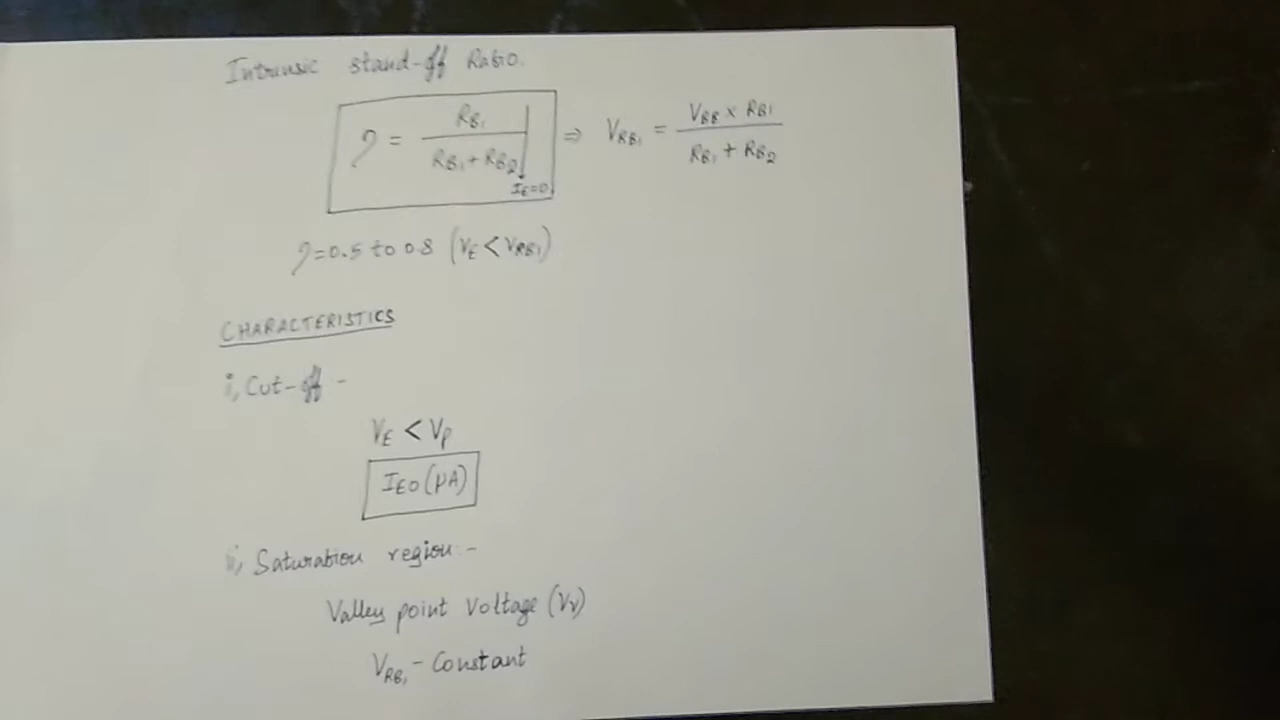 Intrinsic stand-off Ratio.
η = RB1 / (RB1 + RB2) | IE=0 ⇒ VRB1 = (VBB × RB1) / (RB1 + RB2)
η=0.5 to 0.8 (VE < VRB1)
CHARACTERISTICS
i, Cut-off -
VE < VP
IEO (µA)
ii, Saturation region -
Valley point Voltage (Vv)
VRB1 - Constant